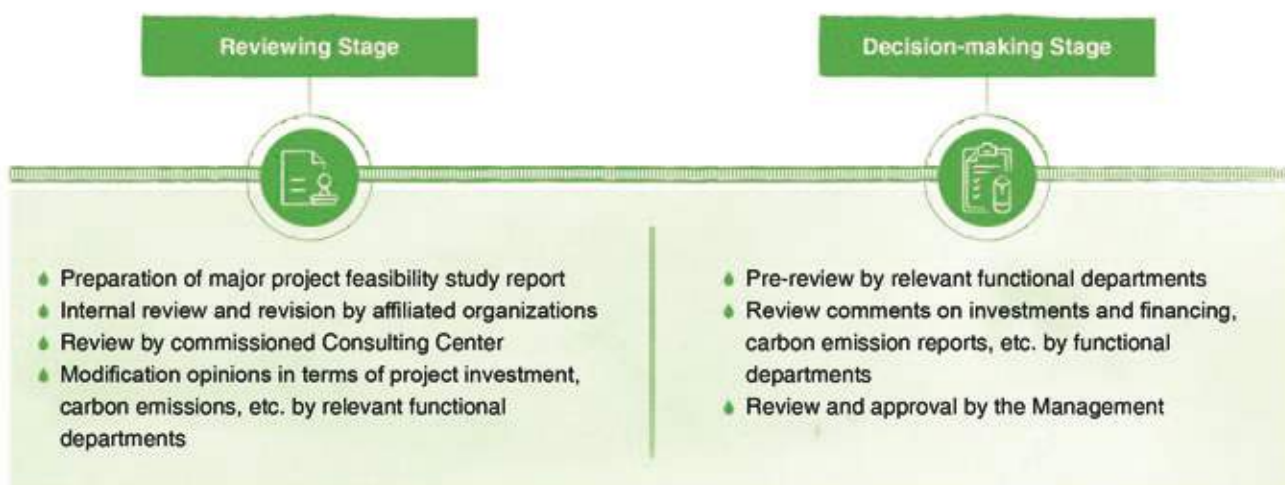 Reviewing Stage
Preparation of major project feasibility study report
Internal review and revision by affiliated organizations
Review by commissioned Consulting Center
Modification opinions in terms of project investment,
carbon emissions, etc. by relevant functional
departments
Decision-making Stage
Pre-review by relevant functional departments
Review comments on investments and financing,
carbon emission reports, etc. by functional
departments
Review and approval by the Management